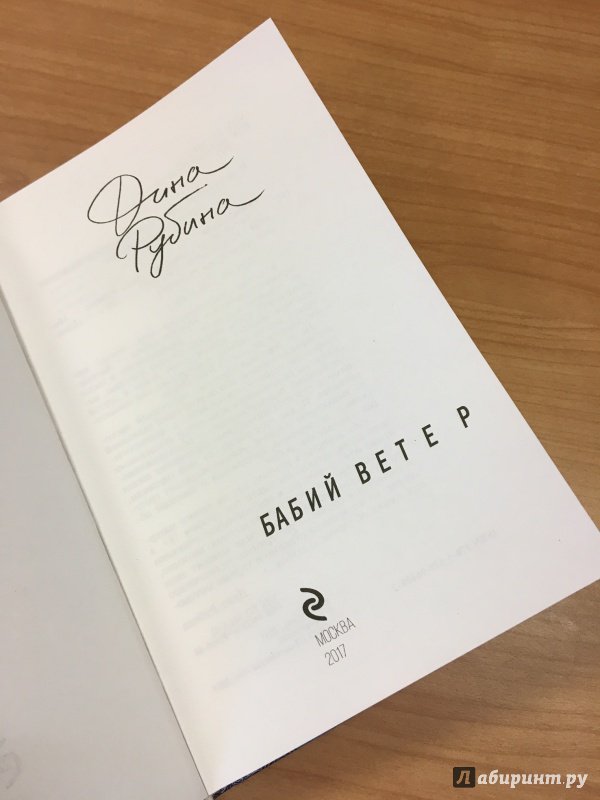 Дина
Рубина
БАБИЙ ВЕТЕР
МОСКВА
2017
Лабиринт.ру